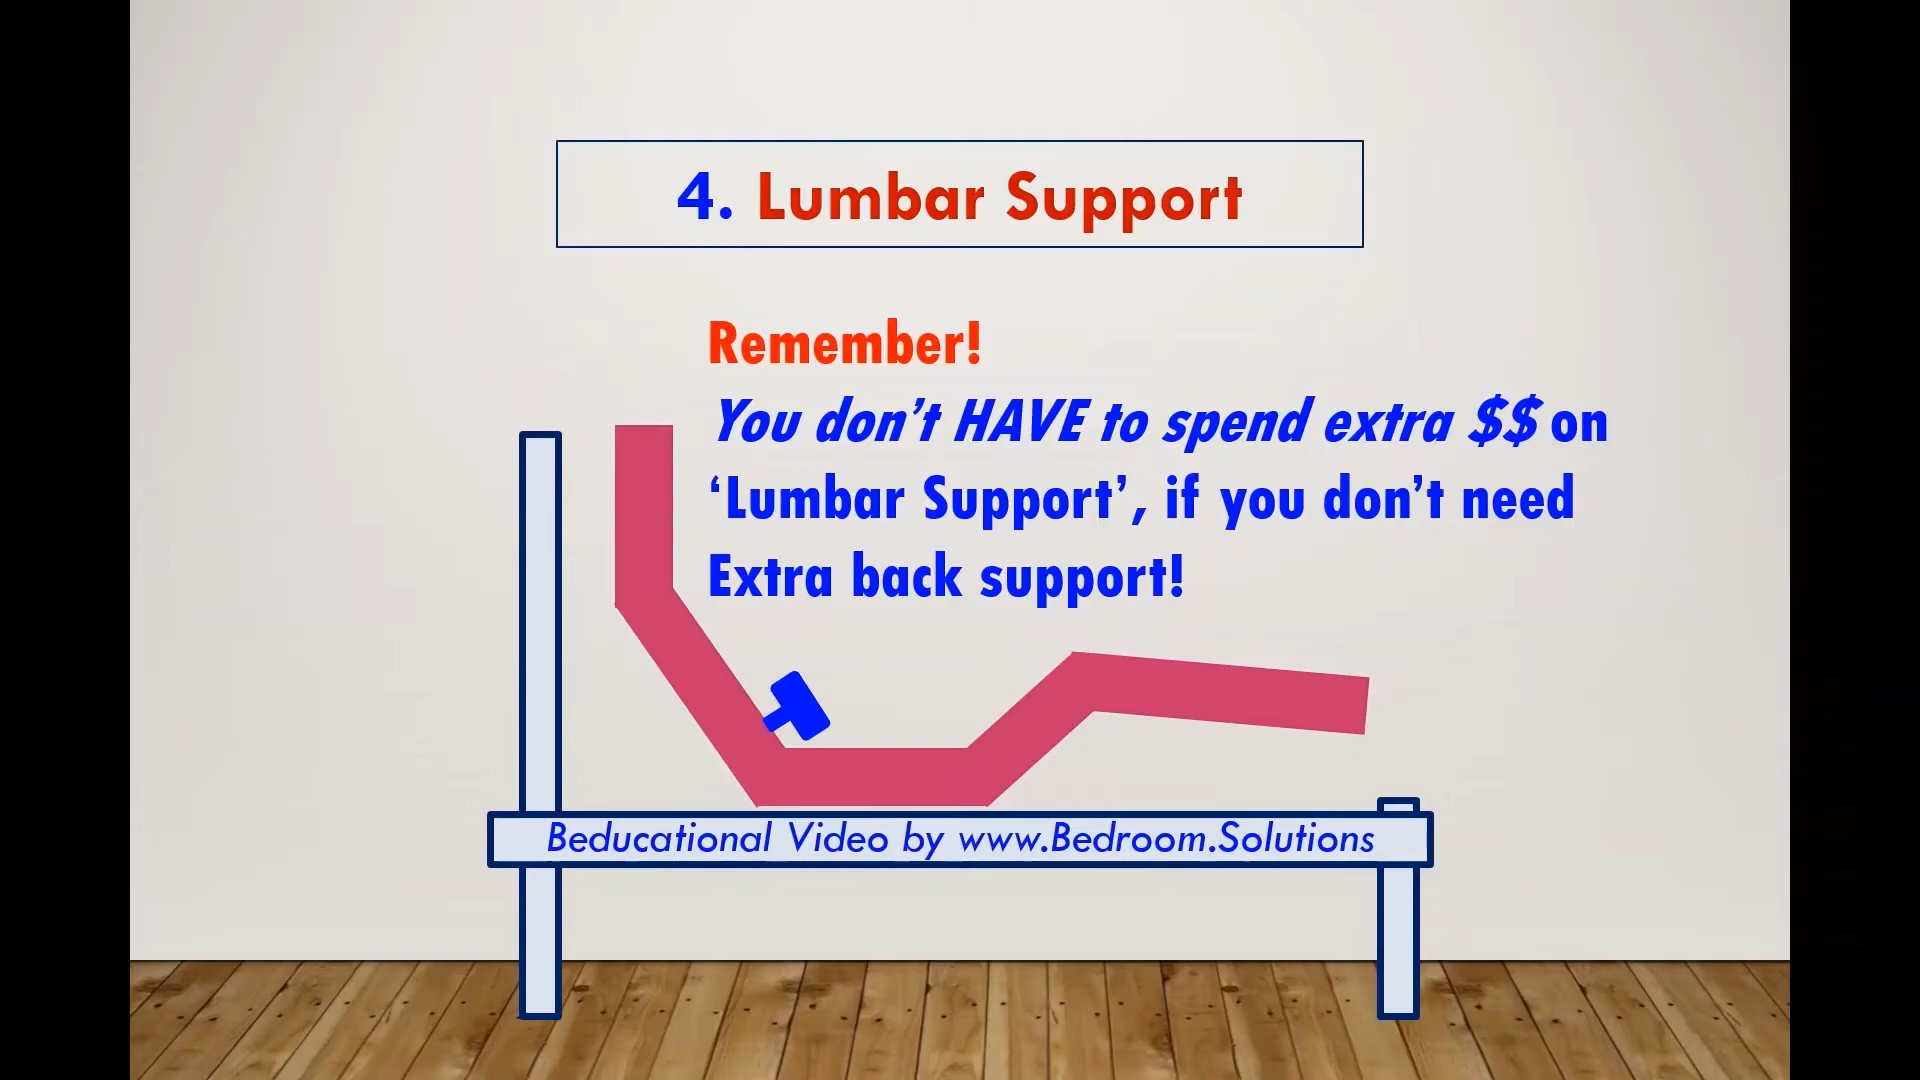 4. Lumbar Support
Remember!
You don’t HAVE to spend extra $$ on
‘Lumbar Support’, if you don’t need
Extra back support!
Beducational Video by www.Bedroom.Solutions